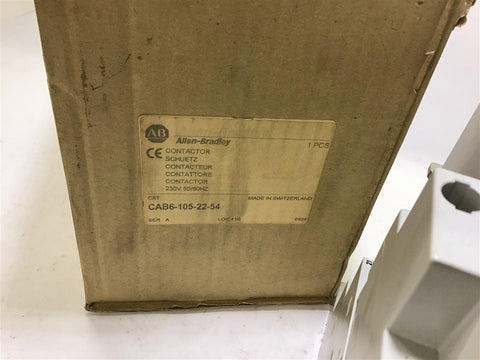 AB Allen-Bradley 1 PCS
CE CONTACTOR
SCHUETZ
CONTACTEUR
CONTATTORE
CONTACTOR
230V 50/60HZ
CAT MADE IN SWITZERLAND
CAB6-105-22-54
SER A